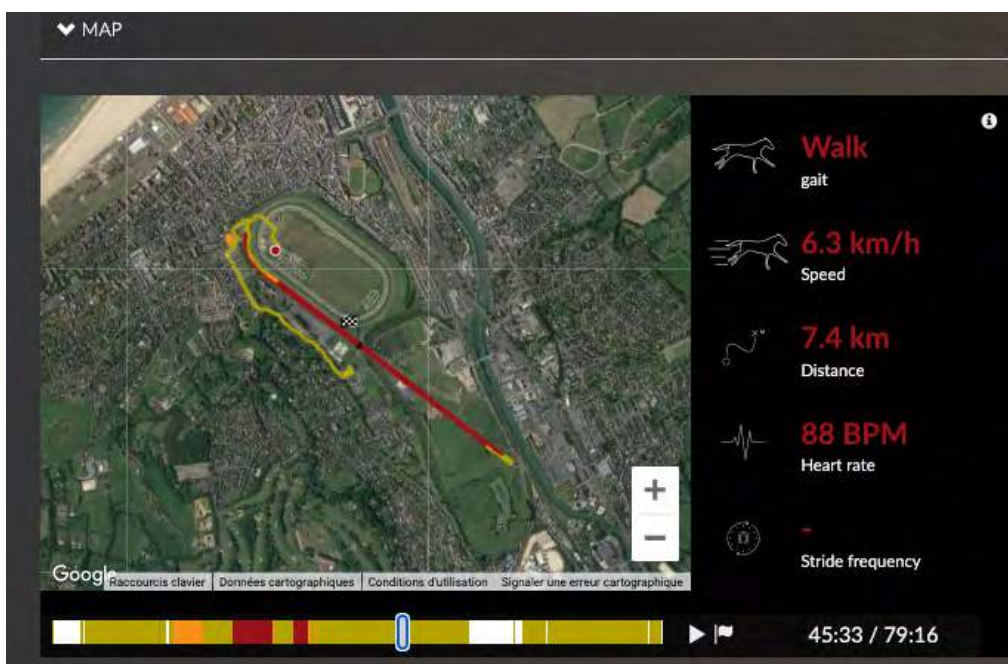 MAP
Walk
gait
6.3 km/h
Speed
7.4 km
Distance
88 BPM
Heart rate
-
Stride frequency
+
−
Google
Raccourcis clavier
Données cartographiques
Conditions d'utilisation
Signaler une erreur cartographique
45:33 / 79:16